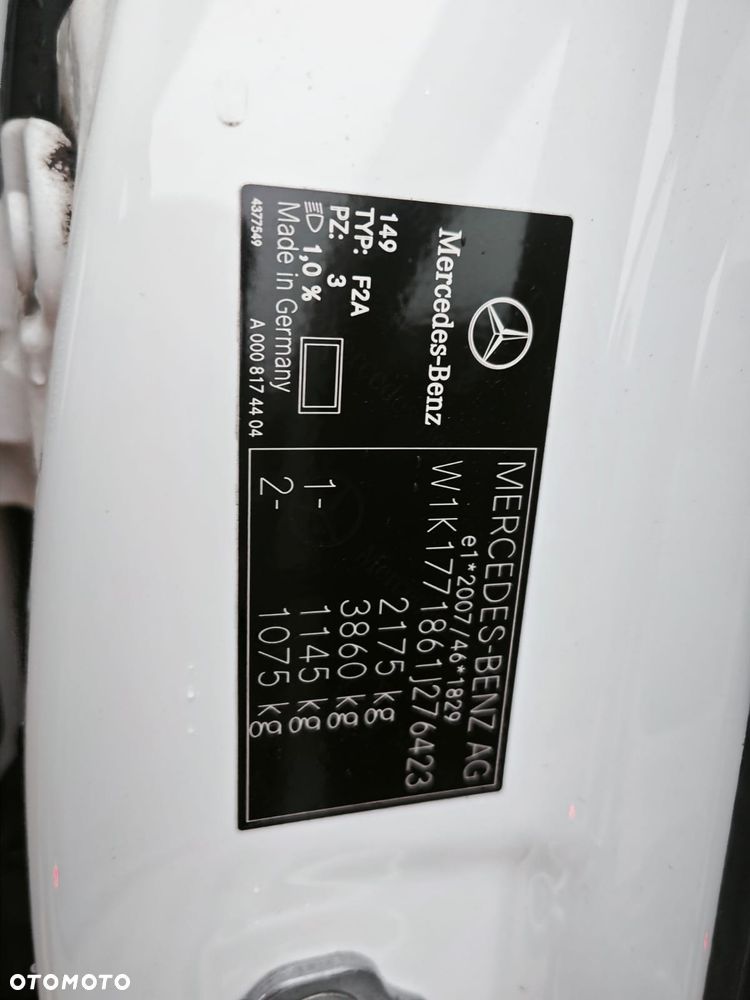 Mercedes-Benz
149
TYP: F2A
PZ: 3
1,0 %
Made in Germany
4377549 A 000 817 44 04
MERCEDES-BENZ AG
e1*2007/46*1829
W1K1771861J276423
2175 kg
3860 kg
1- 1145 kg
2- 1075 kg
OTOMOTO